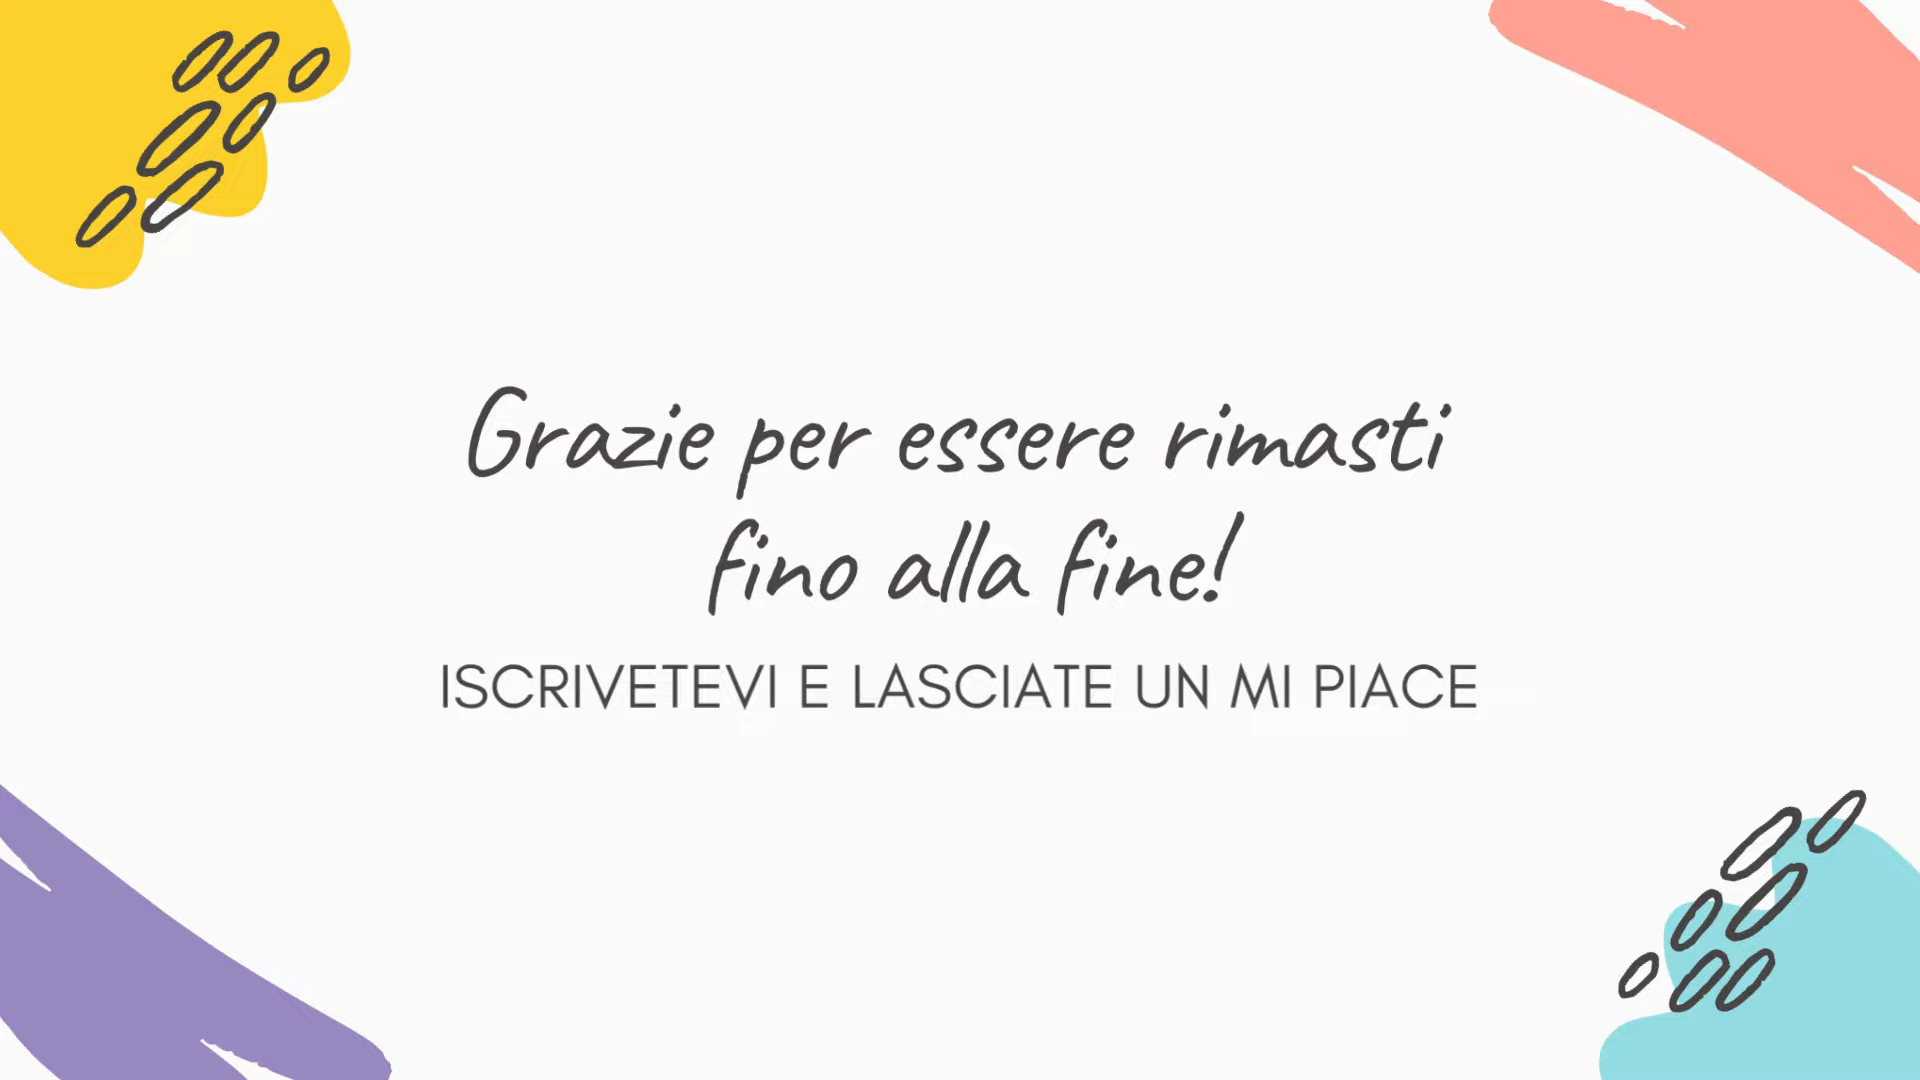 Grazie per essere rimasti
fino alla fine!
ISCRIVETEVI E LASCIATE UN MI PIACE